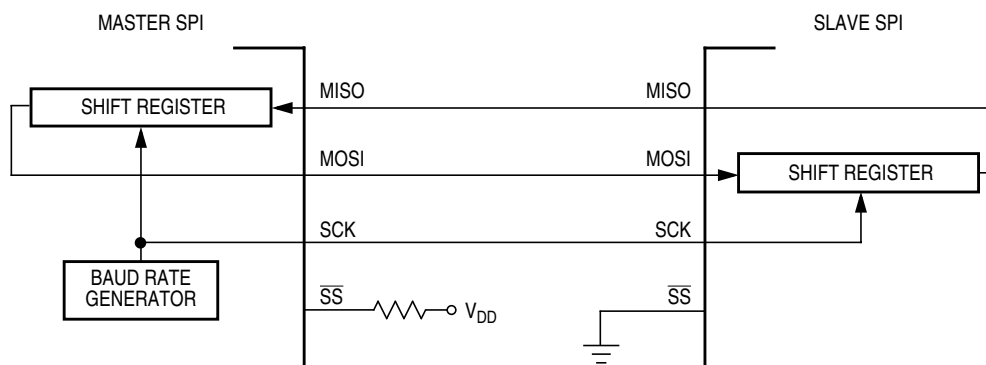 MASTER SPI
SLAVE SPI
SHIFT REGISTER
MISO
MISO
MOSI
MOSI
SHIFT REGISTER
SCK
SCK
BAUD RATE
GENERATOR
SS
VDD
SS